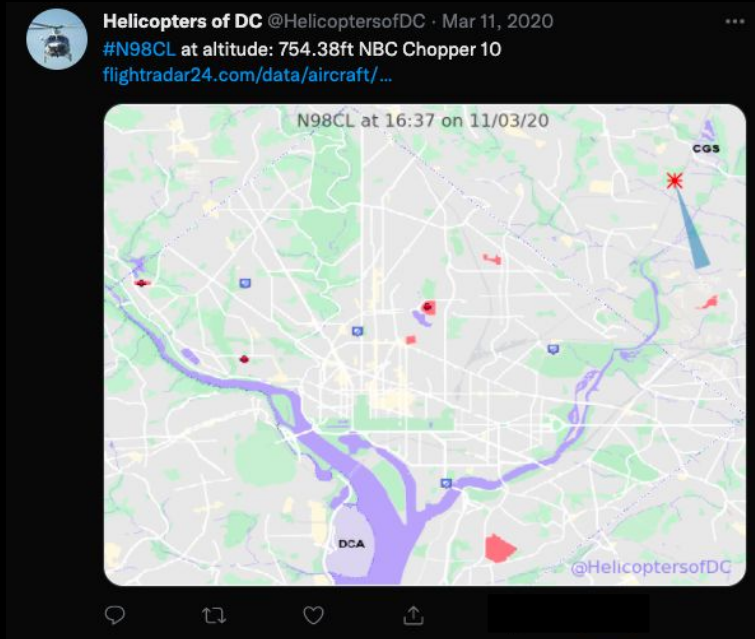 Helicopters of DC @HelicoptersofDC · Mar 11, 2020
#N98CL at altitude: 754.38ft NBC Chopper 10
flightradar24.com/data/aircraft/...
N98CL at 16:37 on 11/03/20
CGS
DCA
@HelicoptersofDC